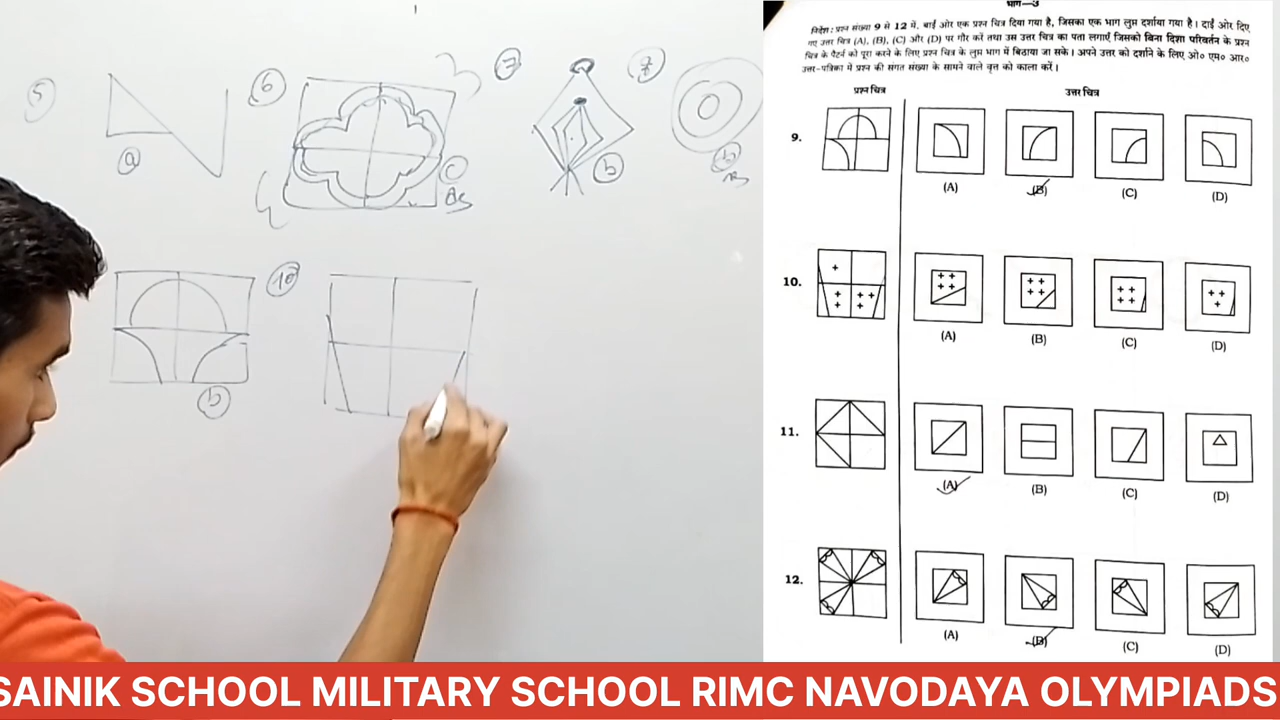 5
a
6
C
Ans
7
b
7
b
b
10
भाग—3
निर्देश : प्रश्न संख्या 9 से 12 में, बाईं ओर एक प्रश्न चित्र दिया गया है, जिसका एक भाग लुप्त दर्शाया गया है। दाईं ओर दिए
गए उत्तर चित्र (A), (B), (C) और (D) पर गौर करें तथा उस उत्तर चित्र का पता लगाएँ जिसको बिना दिशा परिवर्तन के प्रश्न
चित्र के पैटर्न को पूरा करने के लिए प्रश्न चित्र के लुप्त भाग में बिठाया जा सके। अपने उत्तर को दर्शाने के लिए ओ० एम० आर०
उत्तर-पत्रिका में प्रश्न की संगत संख्या के सामने वाले वृत्त को काला करें।
प्रश्न चित्र उत्तर चित्र
9.
(A) (B) (C) (D)
10.
(A) (B) (C) (D)
11.
(A) (B) (C) (D)
12.
(A) (B) (C) (D)
SAINIK SCHOOL MILITARY SCHOOL RIMC NAVODAYA OLYMPIADS